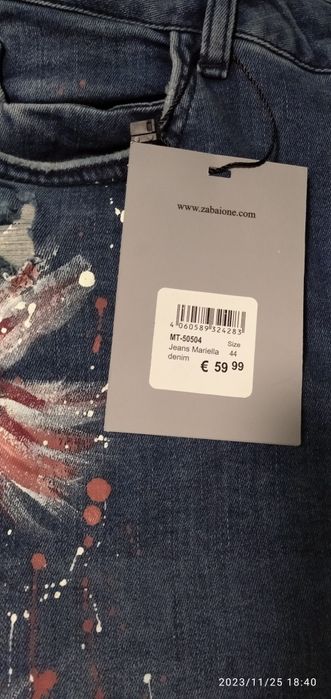 www.zabaione.com
4 060589 324283
MT-50504 Size
Jeans Mariella 44
denim
€ 59 99
2023/11/25 18:40